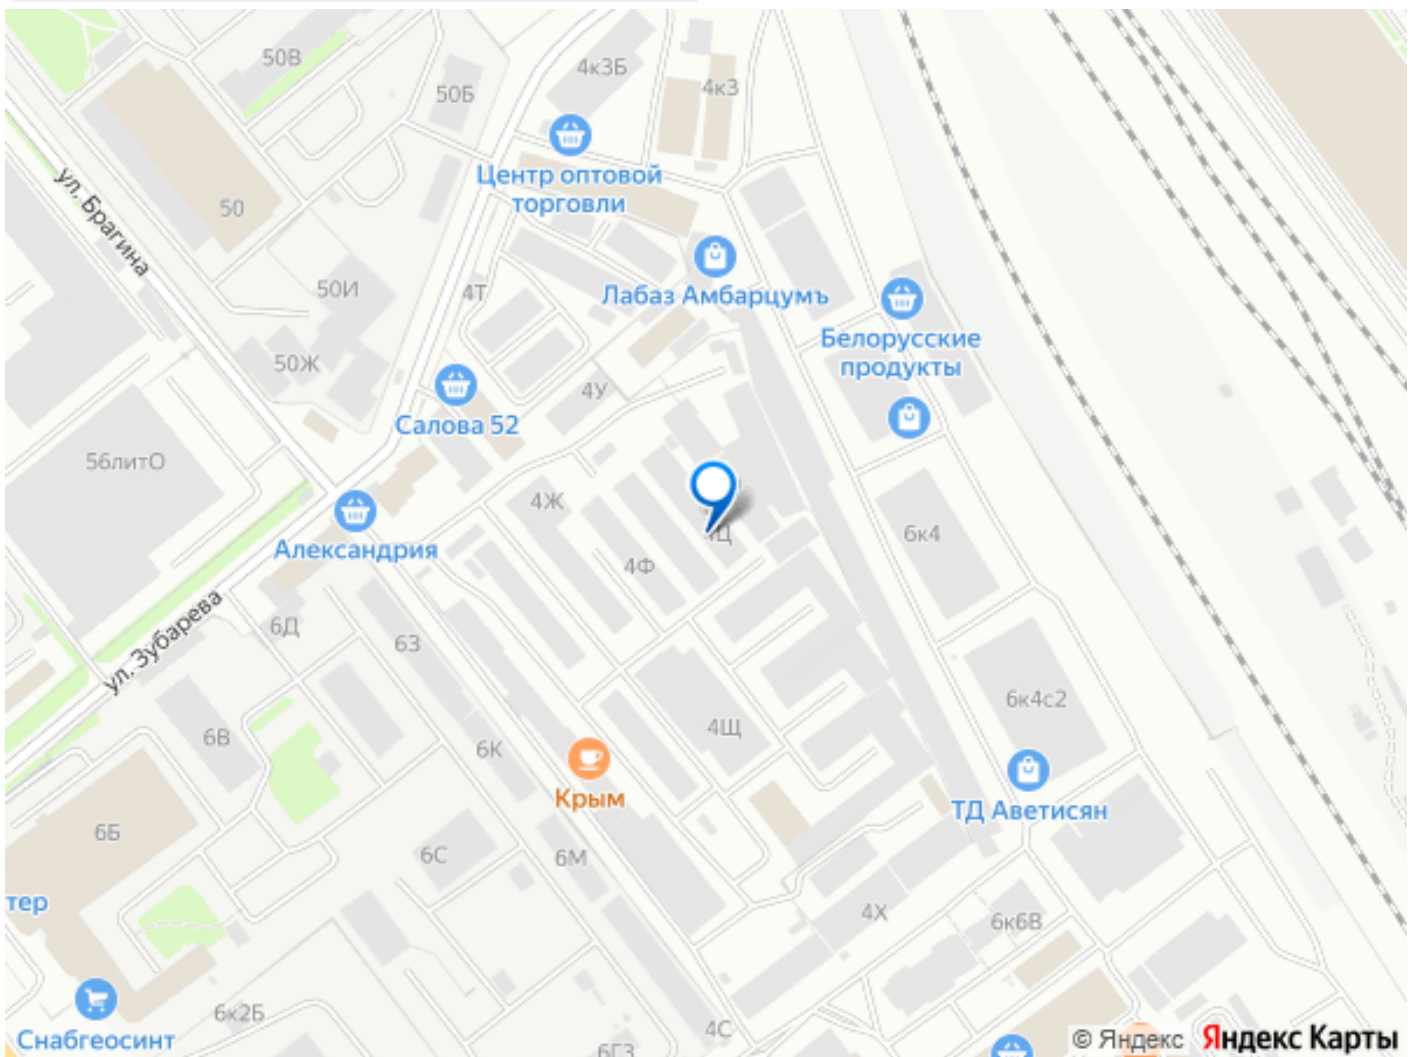 50В
4к3Б
50Б
4к3
ул. Брагина
Центр оптовой
торговли
50
Лабаз Амбарцумъ
50И
4Т
Белорусские
продукты
50Ж
4У
Салова 52
56литО
4Ж
4Ц
6к4
Александрия
4Ф
ул. Зубарева
6Д
63
6к4с2
4Щ
6В
6К
Крым
ТД Аветисян
6Б
6С
6М
тер
4Х
6к6В
6к2Б
Снабгеосинт
4С
6Г3
© Яндекс Яндекс Карты